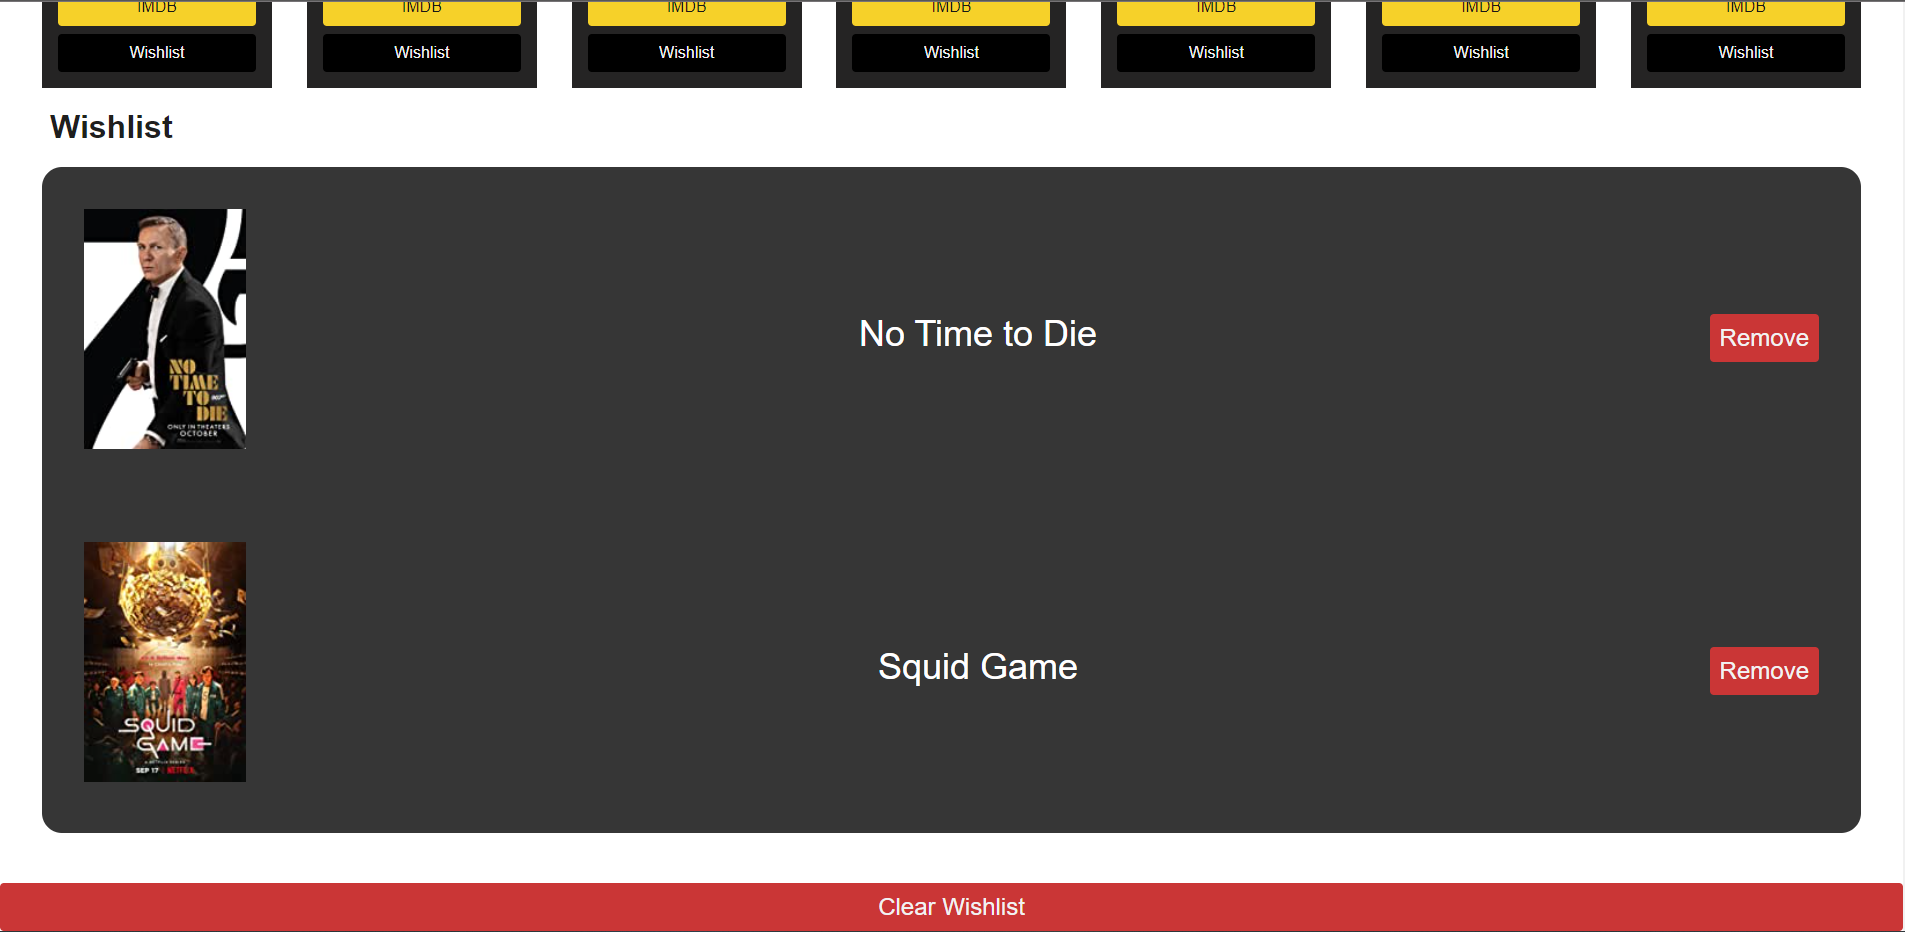 IMDB IMDB IMDB IMDB IMDB IMDB IMDB
Wishlist Wishlist Wishlist Wishlist Wishlist Wishlist Wishlist
Wishlist
NO
TIME
TO
DIE
ONLY IN THEATERS
OCTOBER
No Time to Die
Remove
SQUID
GAME
SEP 17
NETFLIX
Squid Game
Remove
Clear Wishlist